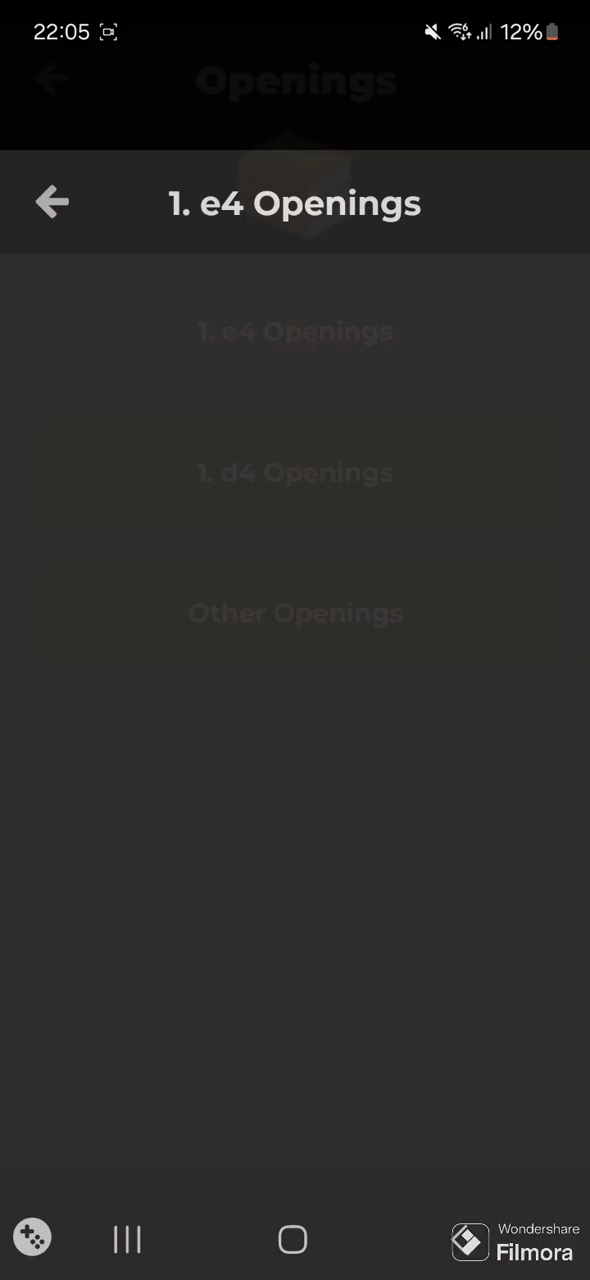 22:05
12%
Openings
1. e4 Openings
1. e4 Openings
1. d4 Openings
Other Openings
Wondershare
Filmora